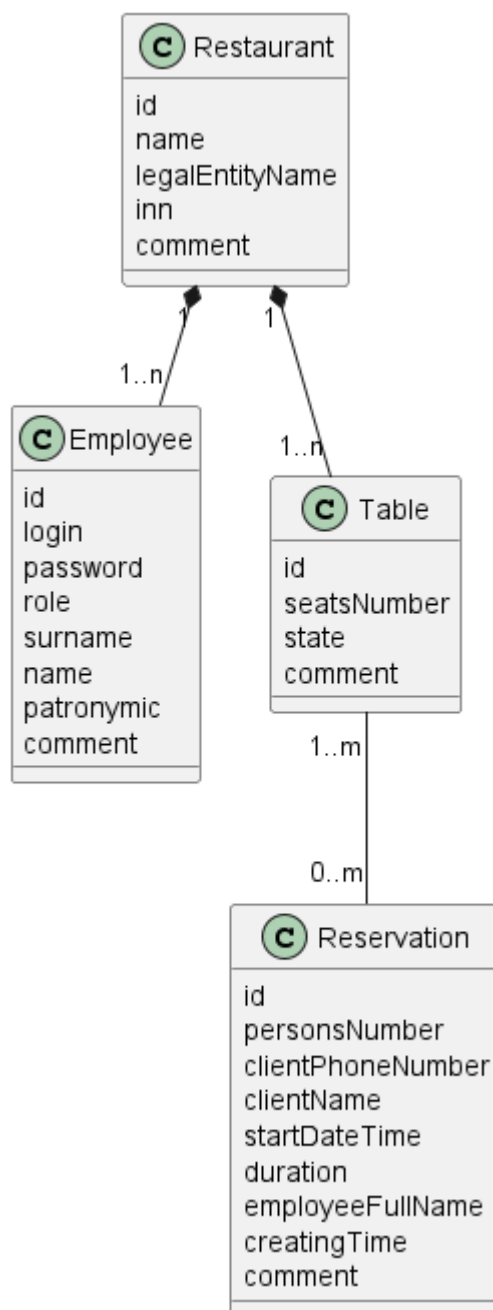 C Restaurant
id
name
legalEntityName
inn
comment
1
1
1..n
1..n
C Employee
id
login
password
role
surname
name
patronymic
comment
C Table
id
seatsNumber
state
comment
1..m
0..m
C Reservation
id
personsNumber
clientPhoneNumber
clientName
startDateTime
duration
employeeFullName
creatingTime
comment